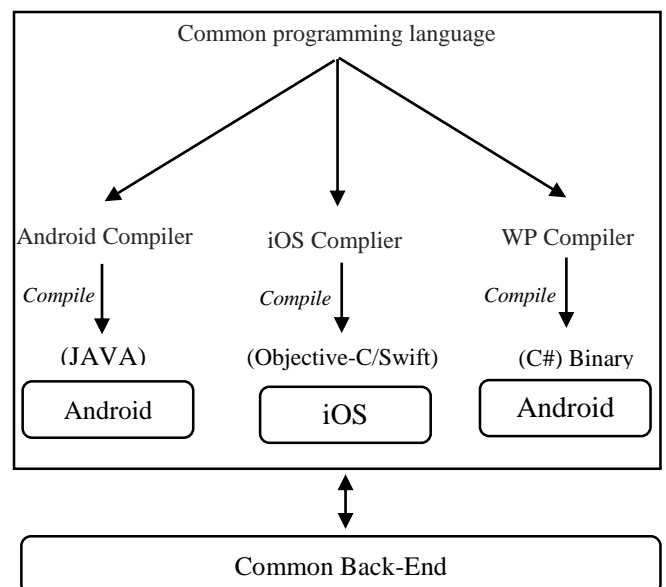 Common programming language
Android Compiler iOS Complier WP Compiler
Compile Compile Compile
(JAVA) (Objective-C/Swift) (C#) Binary
Android iOS Android
Common Back-End